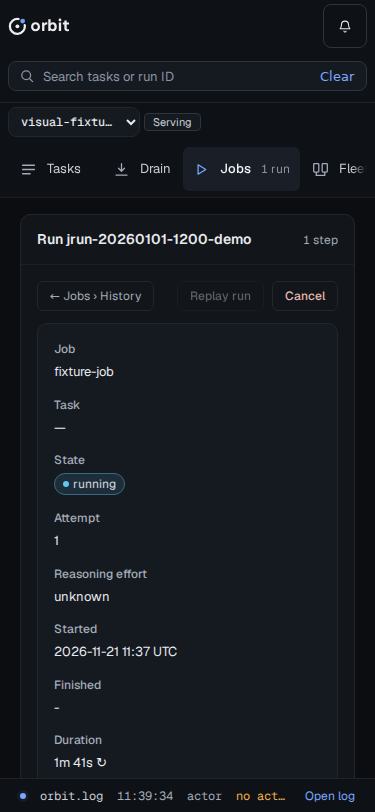 orbit
Search tasks or run ID Clear
visual-fixtu… Serving
Tasks Drain Jobs 1 run Flee
Run jrun-20260101-1200-demo 1 step
← Jobs › History Replay run Cancel
Job
fixture-job
Task
—
State
running
Attempt
1
Reasoning effort
unknown
Started
2026-11-21 11:37 UTC
Finished
-
Duration
1m 41s ↻
orbit.log 11:39:34 actor no act… Open log